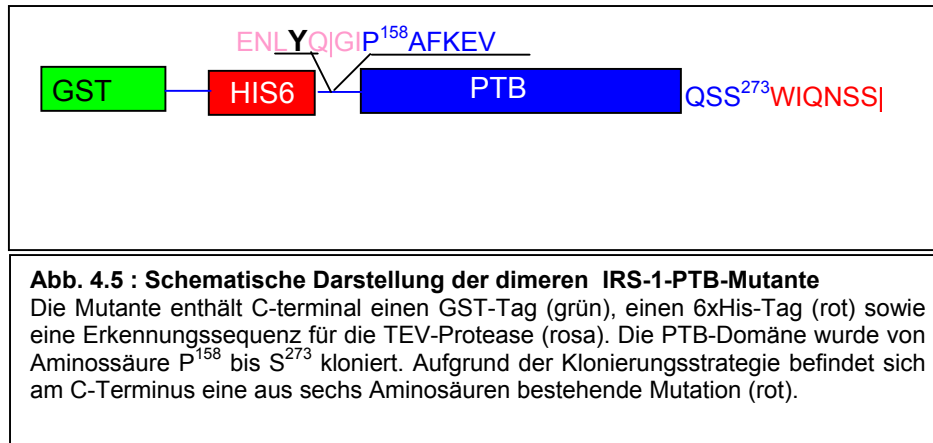 ENLYQ|GIP158AFKEV
GST HIS6 PTB QSS273WIQNSS|
Abb. 4.5 : Schematische Darstellung der dimeren IRS-1-PTB-Mutante
Die Mutante enthält C-terminal einen GST-Tag (grün), einen 6xHis-Tag (rot) sowie
eine Erkennungssequenz für die TEV-Protease (rosa). Die PTB-Domäne wurde von
Aminossäure P158 bis S273 kloniert. Aufgrund der Klonierungsstrategie befindet sich
am C-Terminus eine aus sechs Aminosäuren bestehende Mutation (rot).